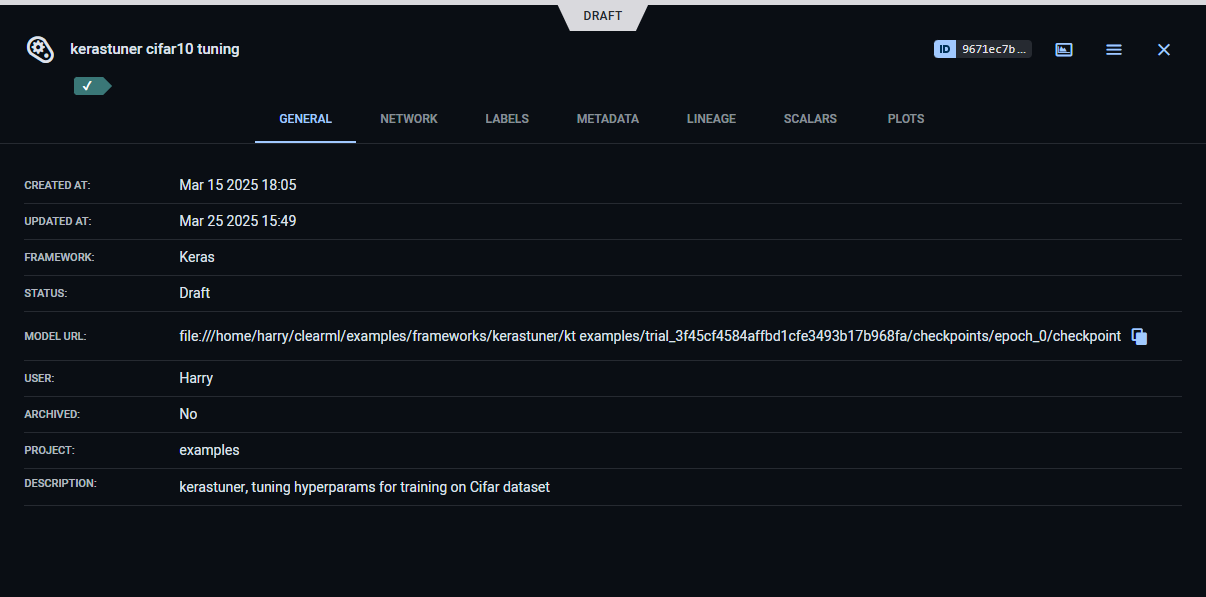 DRAFT
kerastuner cifar10 tuning
ID 9671ec7b...
✓
GENERAL NETWORK LABELS METADATA LINEAGE SCALARS PLOTS
CREATED AT: Mar 15 2025 18:05
UPDATED AT: Mar 25 2025 15:49
FRAMEWORK: Keras
STATUS: Draft
MODEL URL: file:///home/harry/clearml/examples/frameworks/kerastuner/kt examples/trial_3f45cf4584affbd1cfe3493b17b968fa/checkpoints/epoch_0/checkpoint
USER: Harry
ARCHIVED: No
PROJECT: examples
DESCRIPTION: kerastuner, tuning hyperparams for training on Cifar dataset